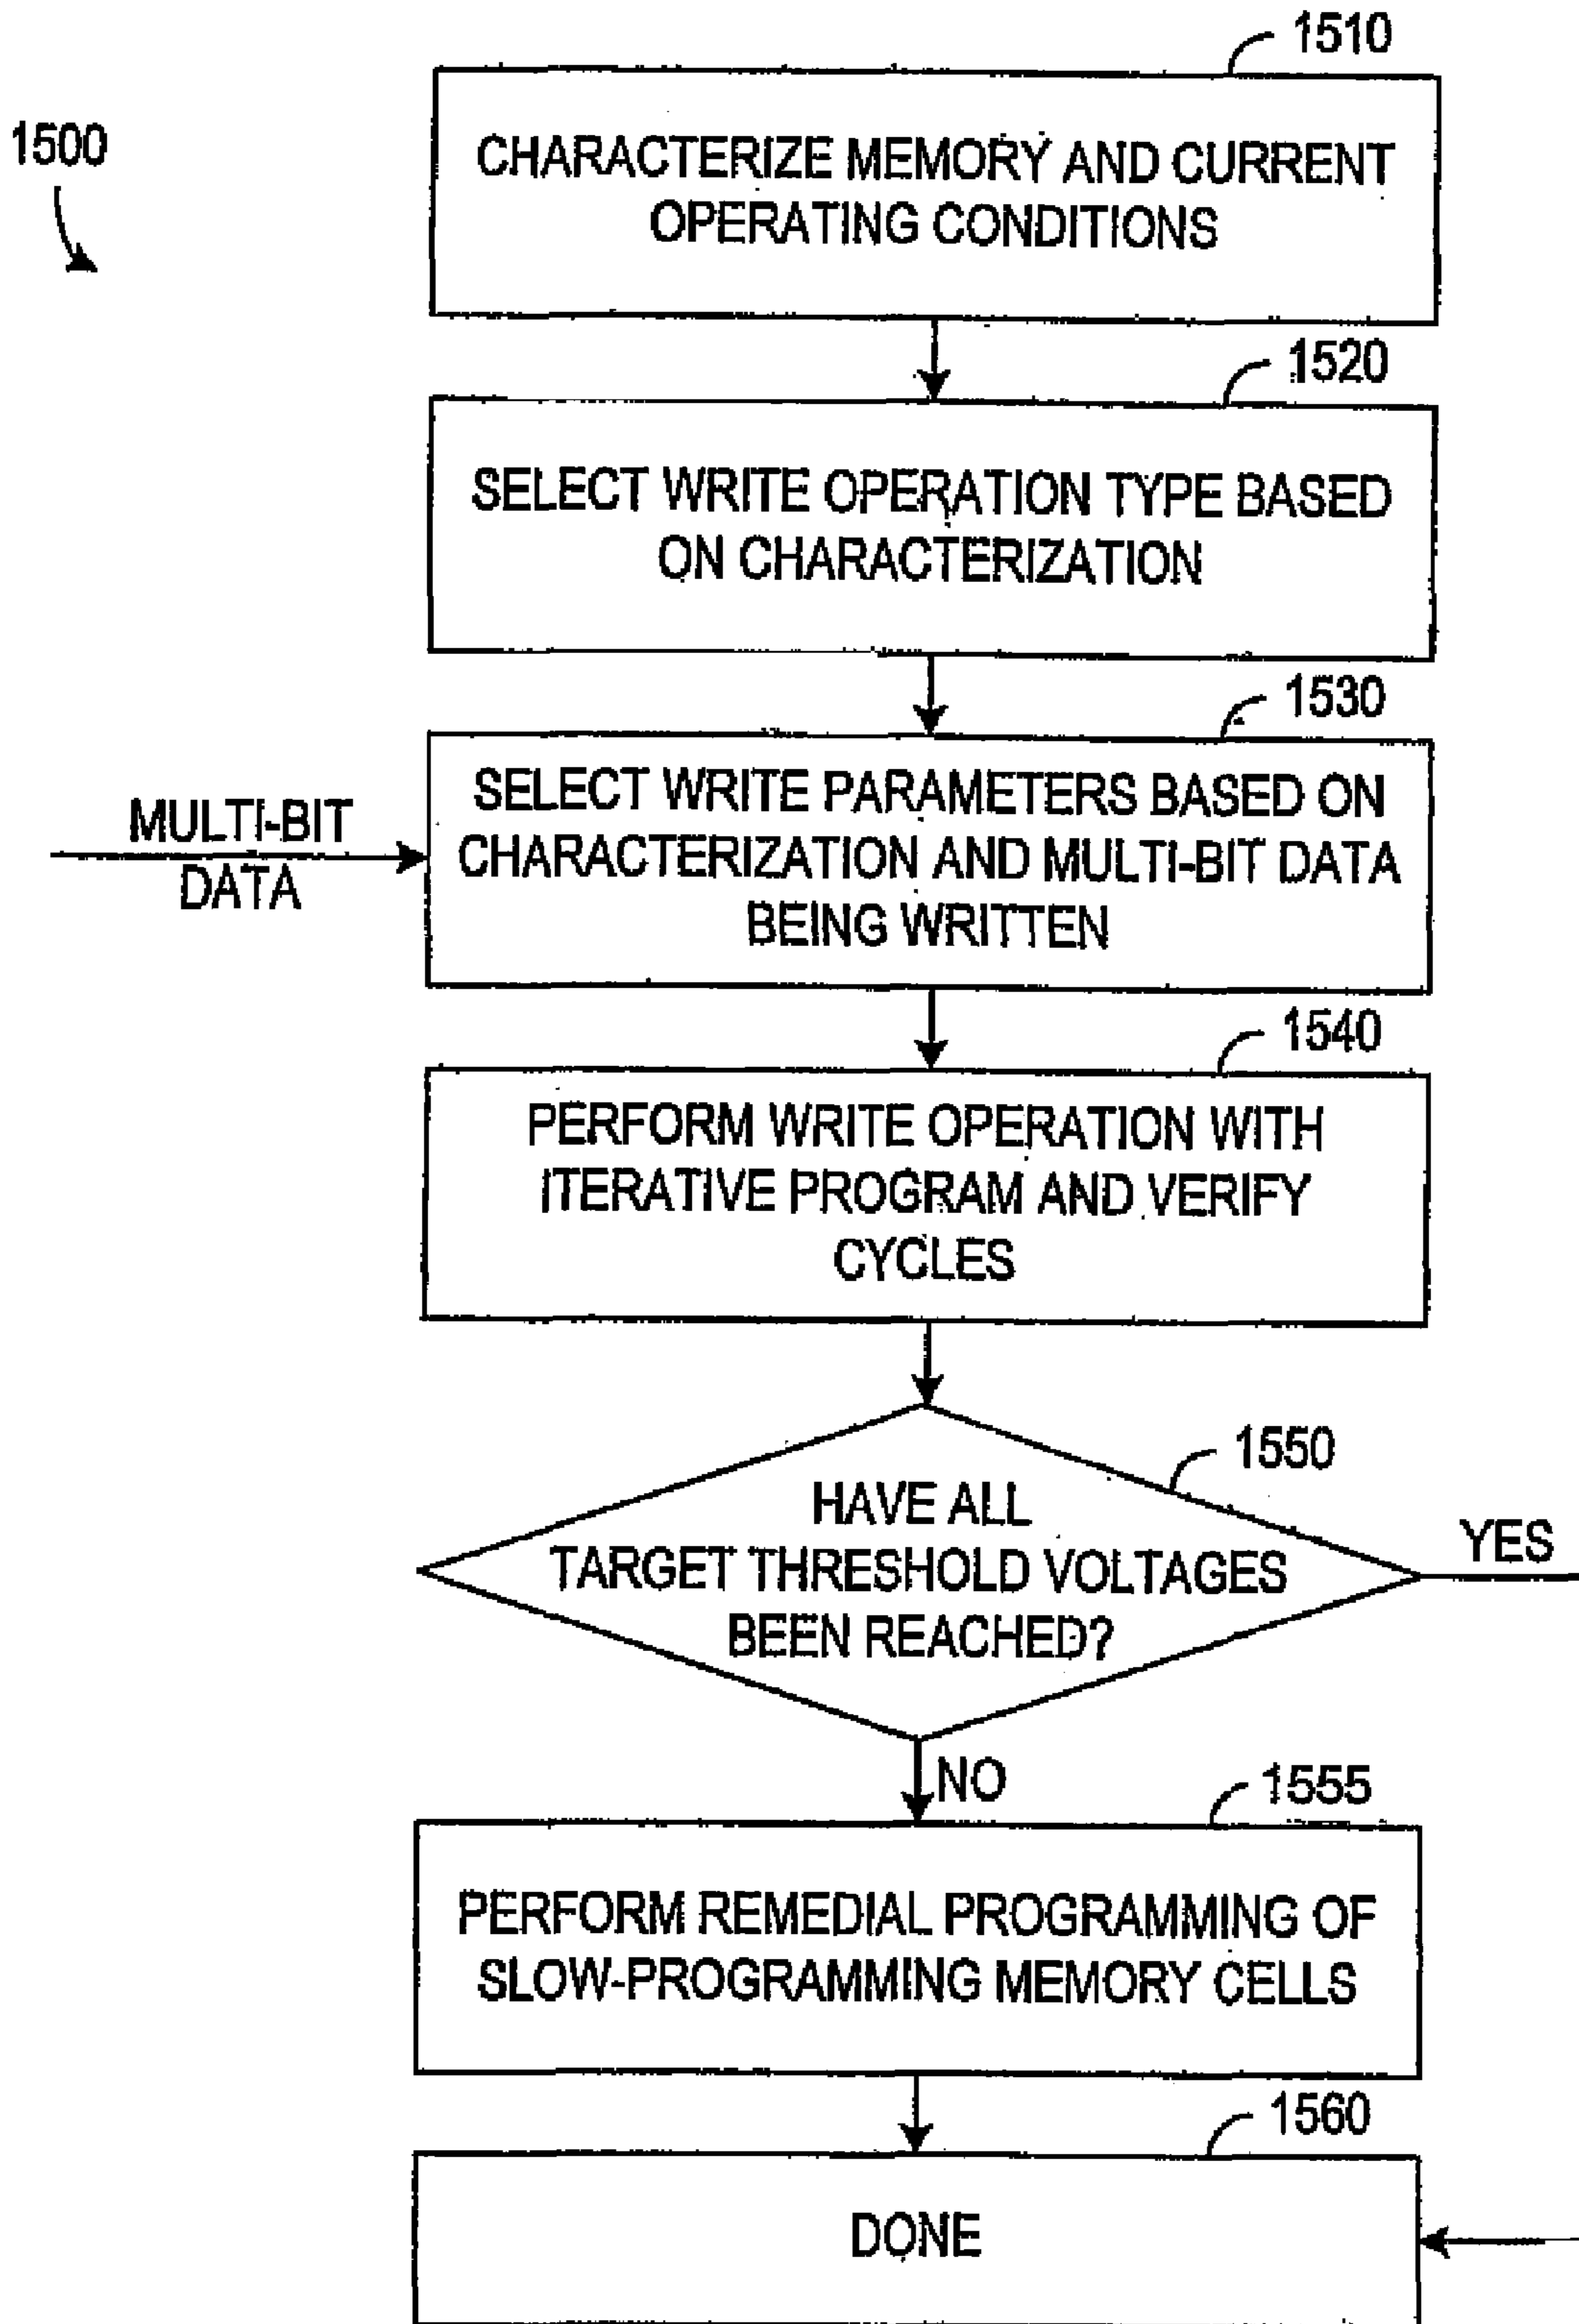 1510
1500
CHARACTERIZE MEMORY AND CURRENT
OPERATING CONDITIONS
1520
SELECT WRITE OPERATION TYPE BASED
ON CHARACTERIZATION
1530
MULTI-BIT
DATA
SELECT WRITE PARAMETERS BASED ON
CHARACTERIZATION AND MULTI-BIT DATA
BEING WRITTEN
1540
PERFORM WRITE OPERATION WITH
ITERATIVE PROGRAM AND VERIFY
CYCLES
1550
HAVE ALL
TARGET THRESHOLD VOLTAGES
BEEN REACHED?
YES
NO
1555
PERFORM REMEDIAL PROGRAMMING OF
SLOW-PROGRAMMING MEMORY CELLS
1560
DONE